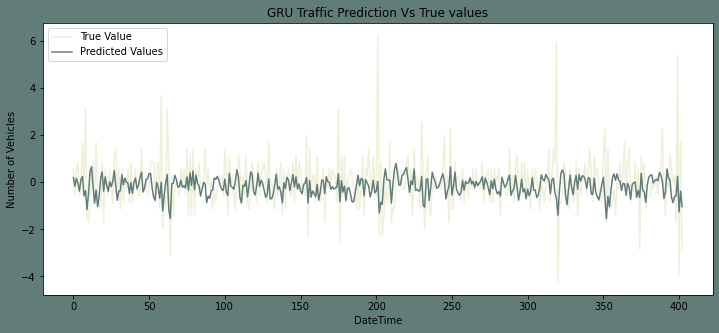 GRU Traffic Prediction Vs True values
True Value
Predicted Values
Number of Vehicles
6
4
2
0
−2
−4
0 50 100 150 200 250 300 350 400
DateTime